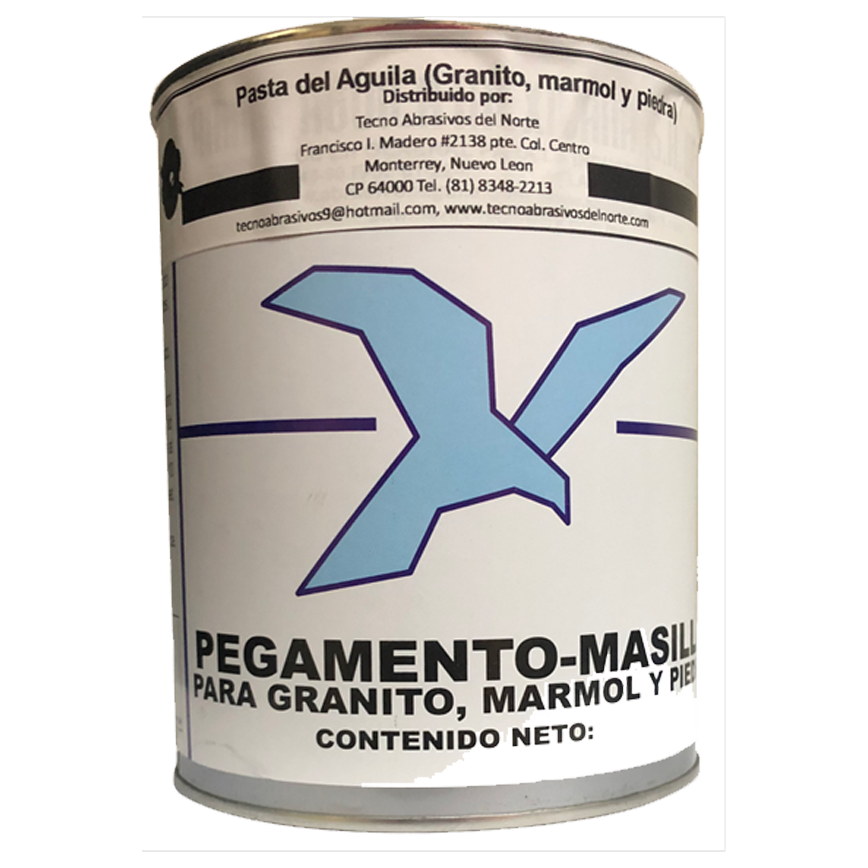 Pasta del Aguila (Granito, marmol y piedra)
Distribuido por:
Tecno Abrasivos del Norte
Francisco I. Madero #2138 pte. Col. Centro
Monterrey, Nuevo Leon
CP 64000 Tel. (81) 8348-2213
tecnoabrasivos9@hotmail.com, www.tecnoabrasivosdelnorte.com
PEGAMENTO-MASILL
PARA GRANITO, MARMOL Y PIED
CONTENIDO NETO: